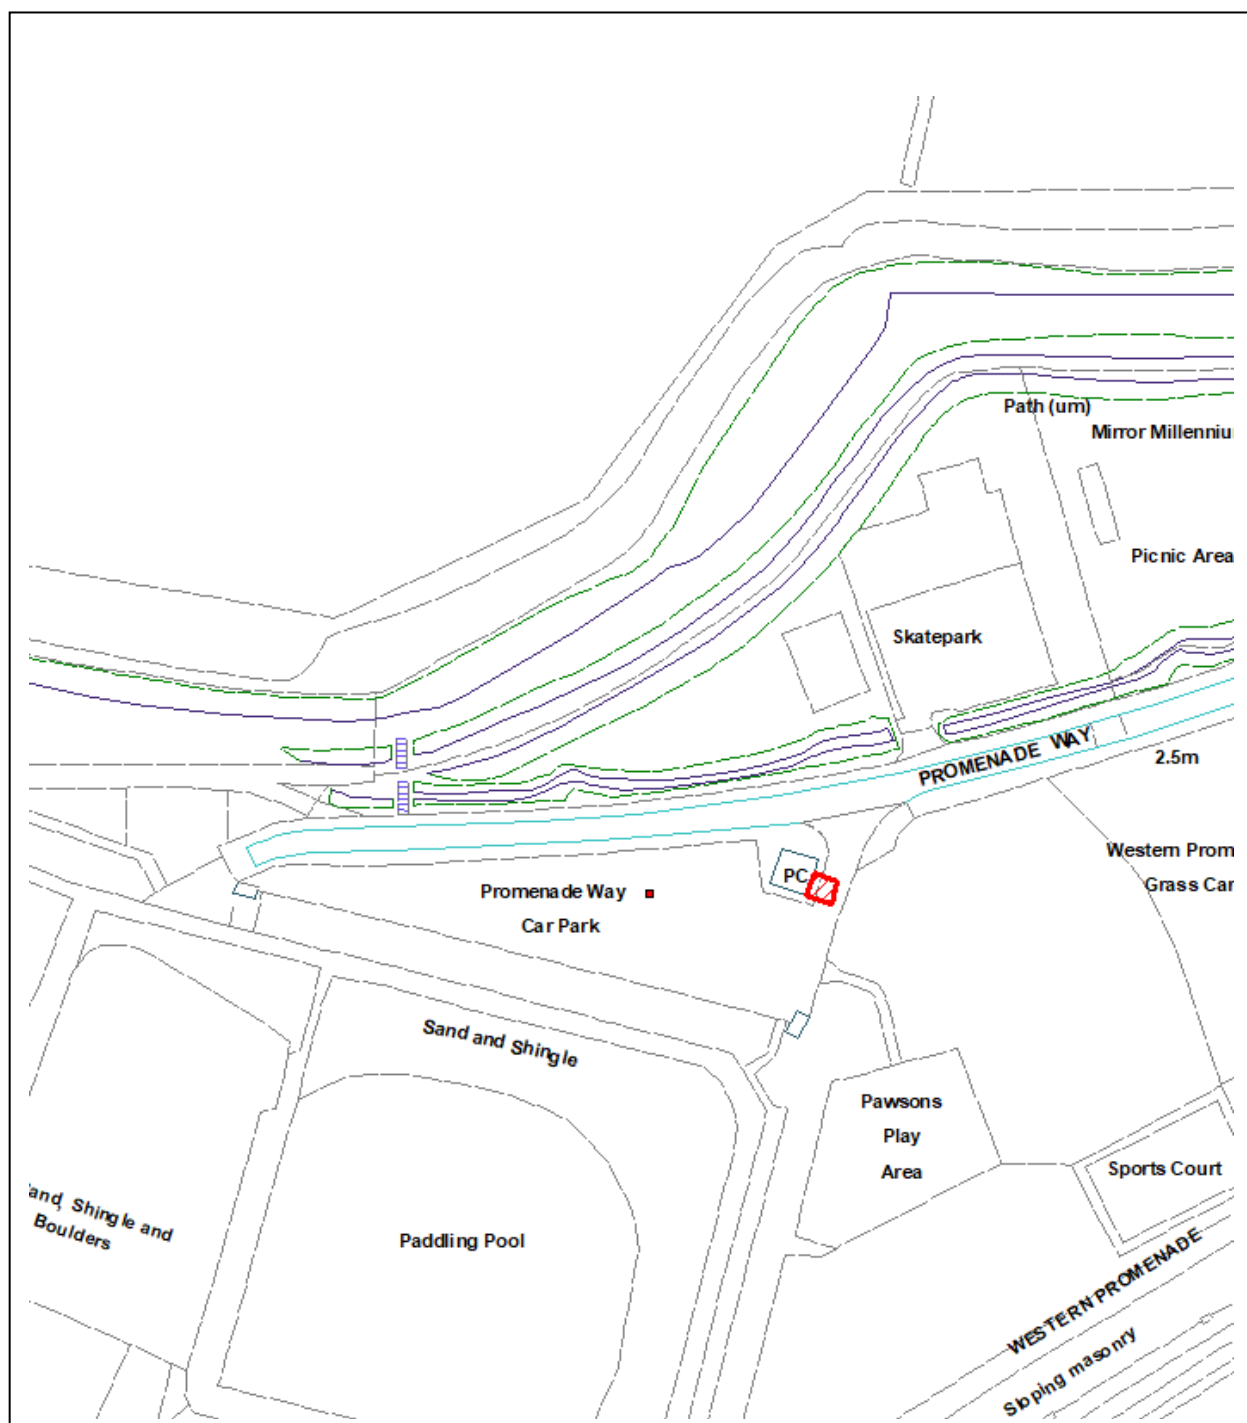 Path (um)
Mirror Millenniu
Picnic Area
Skatepark
PROMENADE WAY
2.5m
Western Prom
Grass Car
PC
Promenade Way
Car Park
Sand and Shingle
Pawsons
Play
Area
Sports Court
and, Shingle and
Boulders
Paddling Pool
WESTERN PROMENADE
Sloping masonry